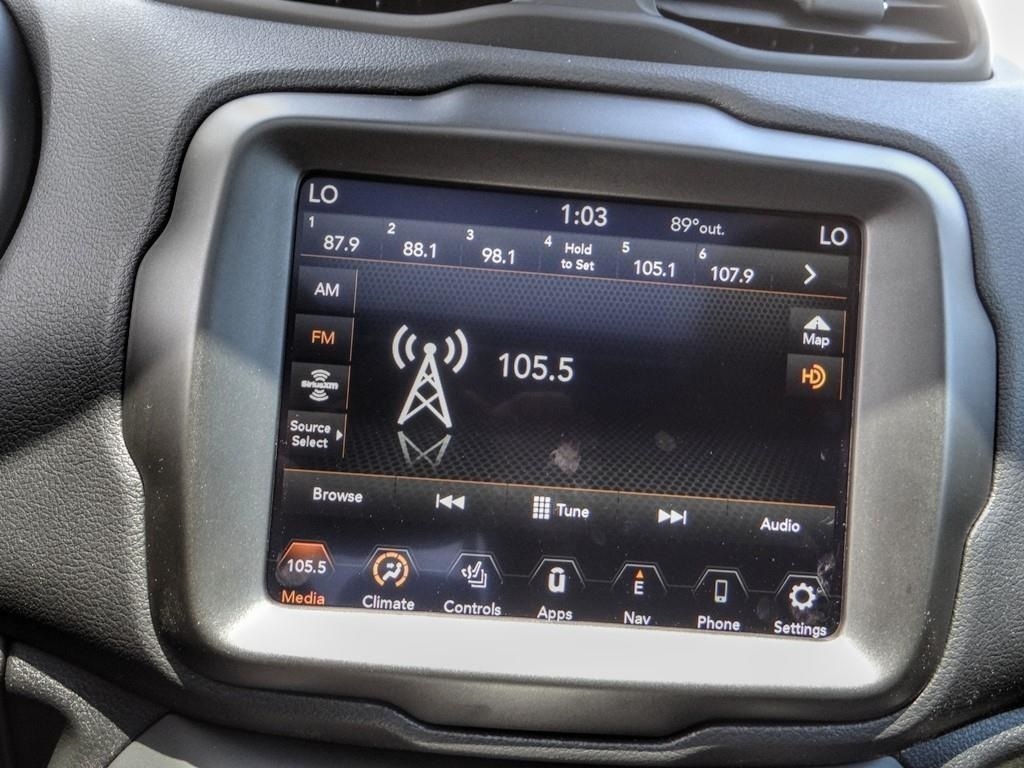 LO 1:03 89°out. LO
1 87.9 2 88.1 3 98.1 4 Hold to Set 5 105.1 6 107.9
AM
FM
105.5
Map
HD
SiriusXM
Source
Select
Browse Tune Audio
105.5 E
Media Climate Controls Apps Nav Phone Settings